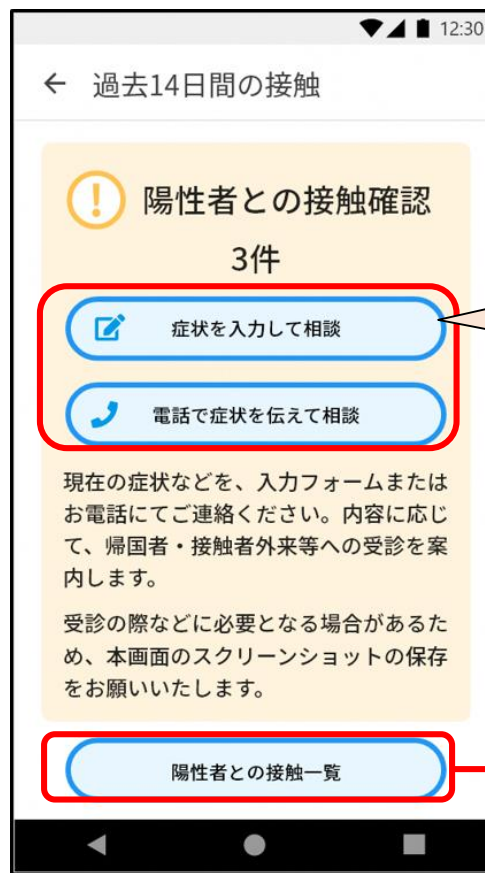 12:30
過去14日間の接触
陽性者との接触確認
3件
症状を入力して相談
電話で症状を伝えて相談
現在の症状などを、入力フォームまたは
お電話にてご連絡ください。内容に応じ
て、帰国者・接触者外来等への受診を案
内します。
受診の際などに必要となる場合があるた
め、本画面のスクリーンショットの保存
をお願いいたします。
陽性者との接触一覧